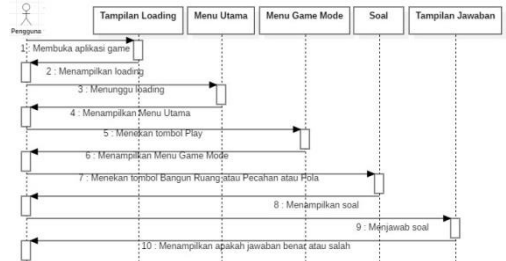 Tampilan Loading
Menu Utama
Menu Game Mode
Soal
Tampilan Jawaban
Pengguna
1 : Membuka aplikasi game
2 : Menampilkan loading
3 : Menunggu loading
4 : Menampilkan Menu Utama
5 : Menekan tombol Play
6 : Menampilkan Menu Game Mode
7 : Menekan tombol Bangun Ruang atau Pecahan atau Pola
8 : Menampilkan soal
9 : Menjawab soal
10 : Menampilkan apakah jawaban benar atau salah